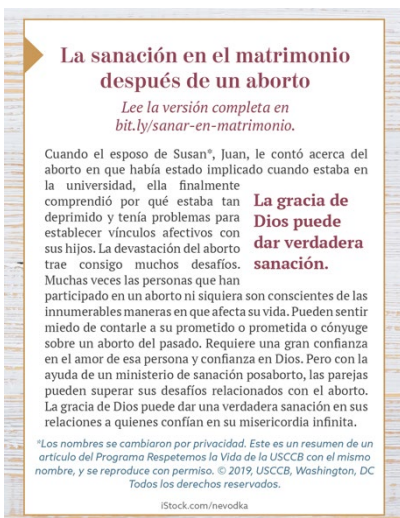 La sanación en el matrimonio
después de un aborto
Lee la versión completa en
bit.ly/sanar-en-matrimonio.
Cuando el esposo de Susan*, Juan, le contó acerca del
aborto en que había estado implicado cuando estaba en
la universidad, ella finalmente
comprendió por qué estaba tan
deprimido y tenía problemas para
establecer vínculos afectivos con
sus hijos. La devastación del aborto
trae consigo muchos desafíos.
Muchas veces las personas que han
La gracia de
Dios puede
dar verdadera
sanación.
participado en un aborto ni siquiera son conscientes de las
innumerables maneras en que afecta su vida. Pueden sentir
miedo de contarle a su prometido o prometida o cónyuge
sobre un aborto del pasado. Requiere una gran confianza
en el amor de esa persona y confianza en Dios. Pero con la
ayuda de un ministerio de sanación posaborto, las parejas
pueden superar sus desafíos relacionados con el aborto.
La gracia de Dios puede dar una verdadera sanación en sus
relaciones a quienes confían en su misericordia infinita.
*Los nombres se cambiaron por privacidad. Este es un resumen de un
artículo del Programa Respetemos la Vida de la USCCB con el mismo
nombre, y se reproduce con permiso. © 2019, USCCB, Washington, DC
Todos los derechos reservados.
iStock.com/nevodka